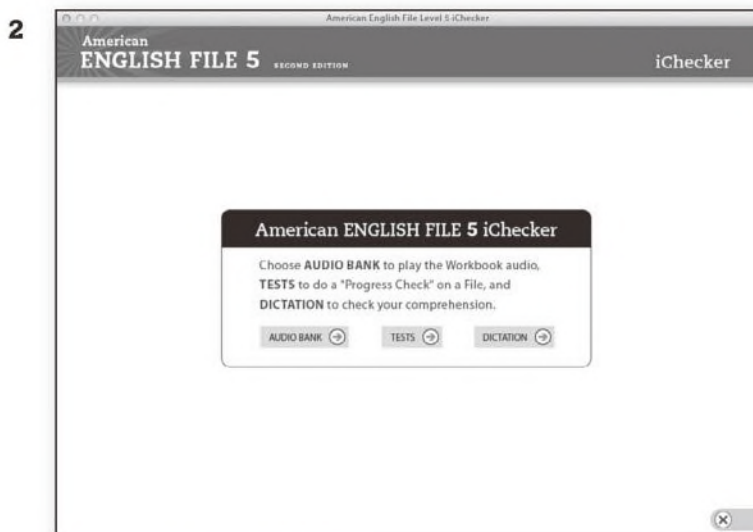 2
American English File Level 5 iChecker
American
ENGLISH FILE 5 SECOND EDITION
iChecker
American ENGLISH FILE 5 iChecker
Choose AUDIO BANK to play the Workbook audio,
TESTS to do a "Progress Check" on a File, and
DICTATION to check your comprehension.
AUDIO BANK TESTS DICTATION